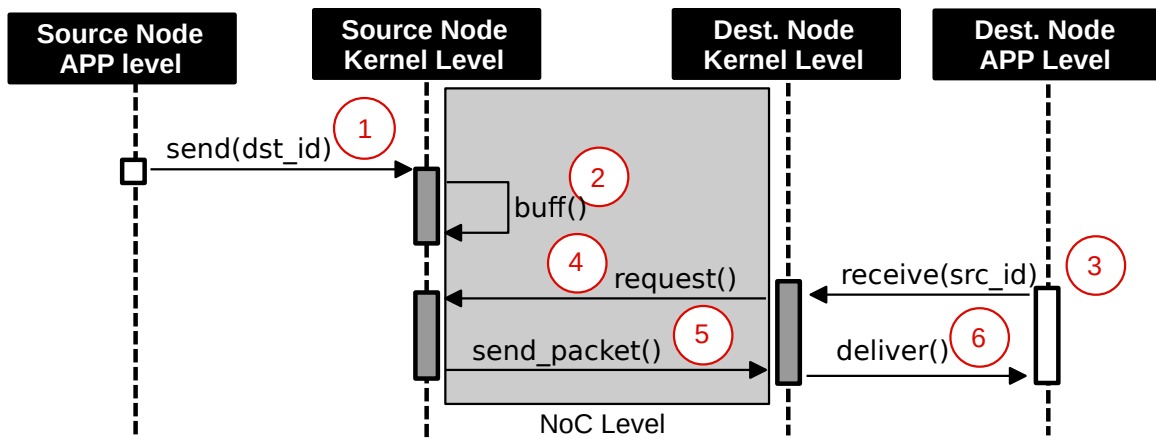 Source Node
APP level
Source Node
Kernel Level
Dest. Node
Kernel Level
Dest. Node
APP Level
send(dst_id)
1
2
buff()
4
request()
receive(src_id)
3
send_packet()
5
deliver()
6
NoC Level